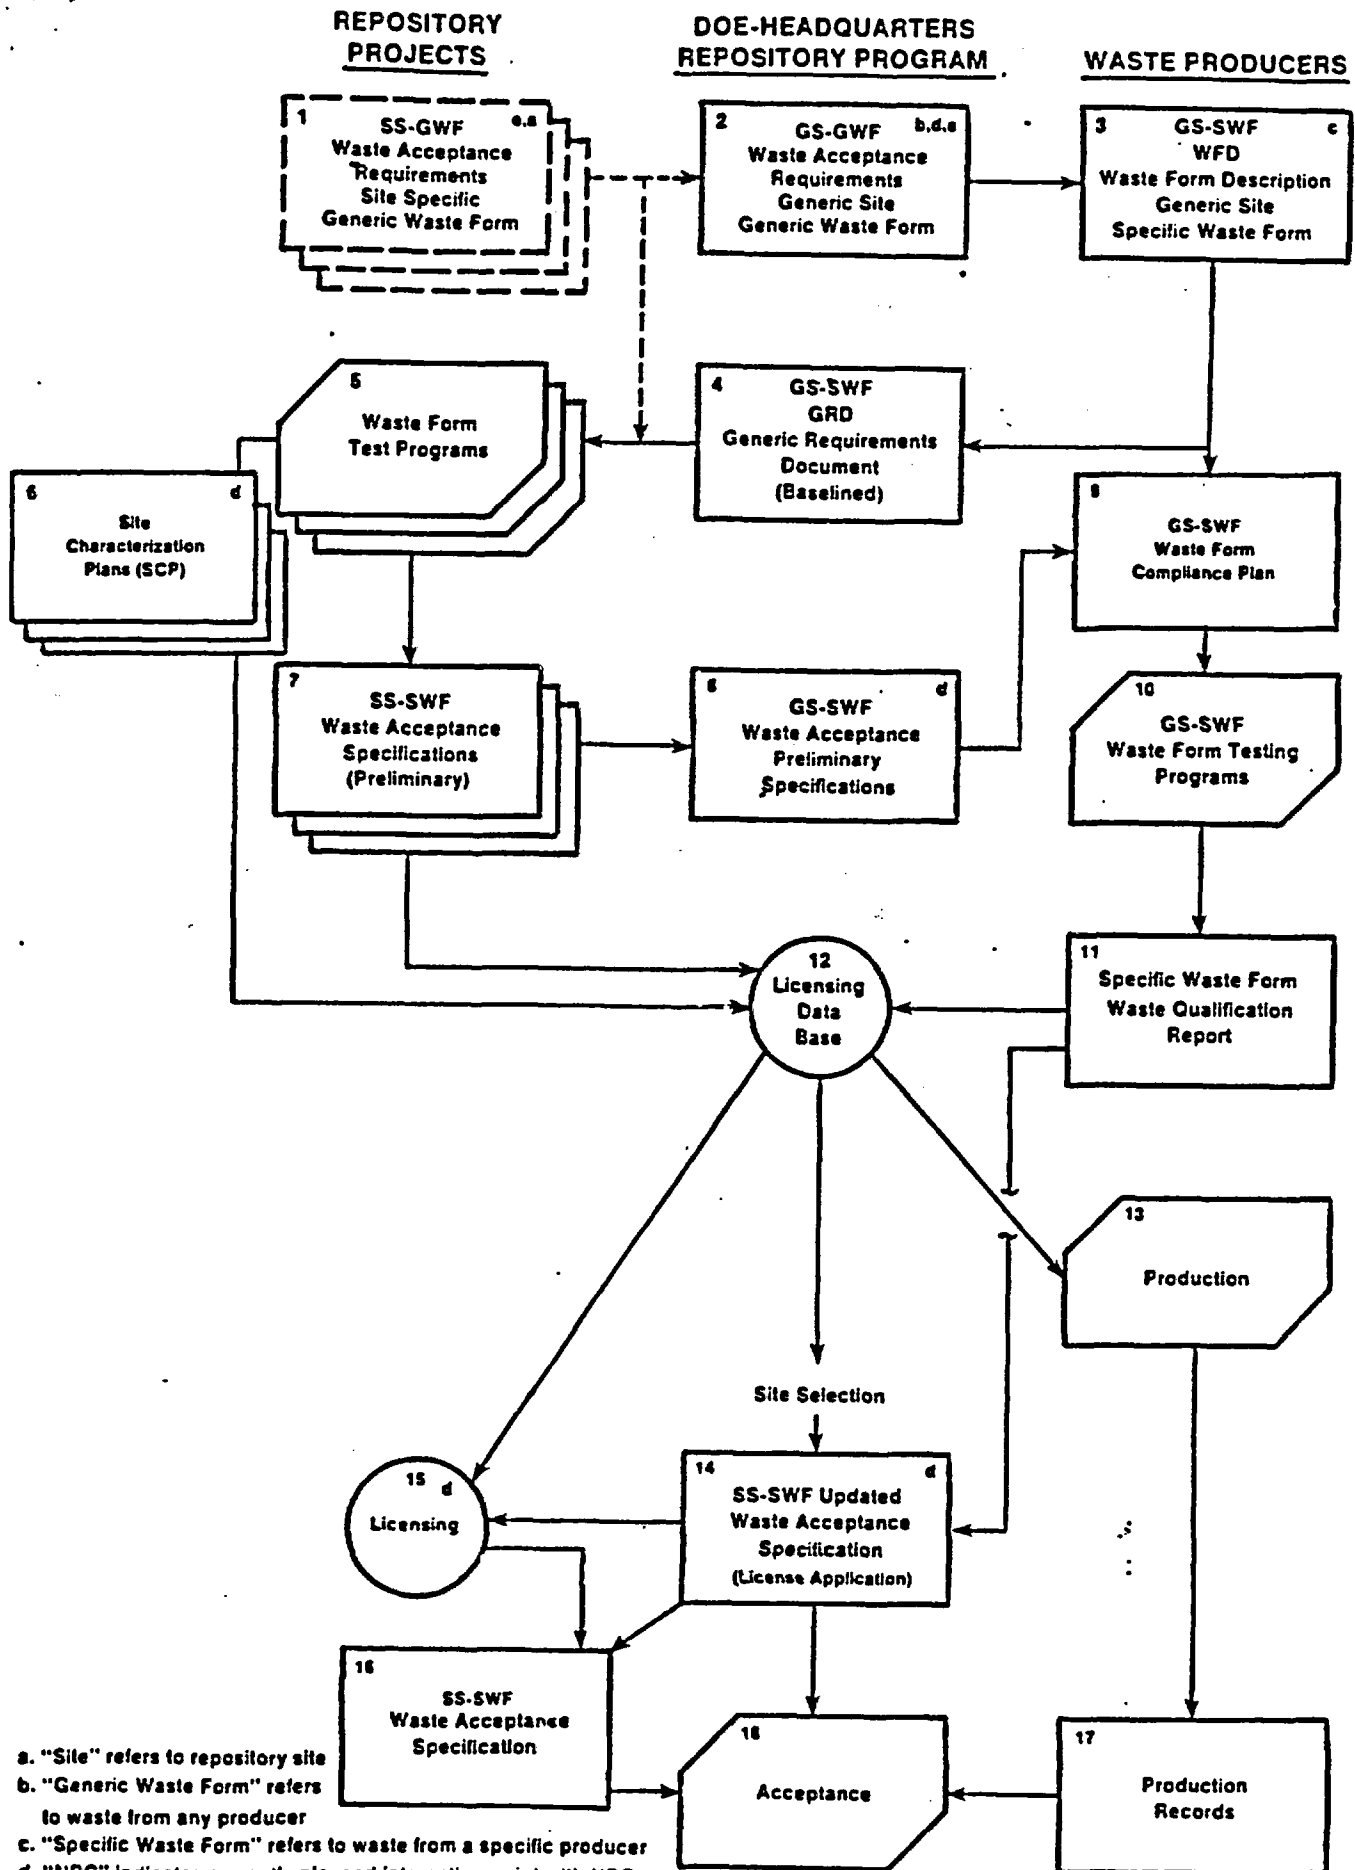 REPOSITORY
PROJECTS
DOE-HEADQUARTERS
REPOSITORY PROGRAM
WASTE PRODUCERS
1
SS-GWF
Waste Acceptance
Requirements
Site Specific
Generic Waste Form
2
b,d,e
GS-GWF
Waste Acceptance
Requirements
Generic Site
Generic Waste Form
3
c
GS-SWF
WFD
Waste Form Description
Generic Site
Specific Waste Form
5
Waste Form
Test Programs
4
GS-SWF
GRD
Generic Requirements
Document
(Baselined)
6
d
Site
Characterization
Plans (SCP)
9
GS-SWF
Waste Form
Compliance Plan
7
SS-SWF
Waste Acceptance
Specifications
(Preliminary)
8
d
GS-SWF
Waste Acceptance
Preliminary
Specifications
10
GS-SWF
Waste Form Testing
Programs
12
Licensing
Data
Base
11
Specific Waste Form
Waste Qualification
Report
13
Production
Site Selection
14
d
SS-SWF Updated
Waste Acceptance
Specification
(License Application)
15
d
Licensing
16
SS-SWF
Waste Acceptance
Specification
18
Acceptance
17
Production
Records
a. "Site" refers to repository site
b. "Generic Waste Form" refers
to waste from any producer
c. "Specific Waste Form" refers to waste from a specific producer